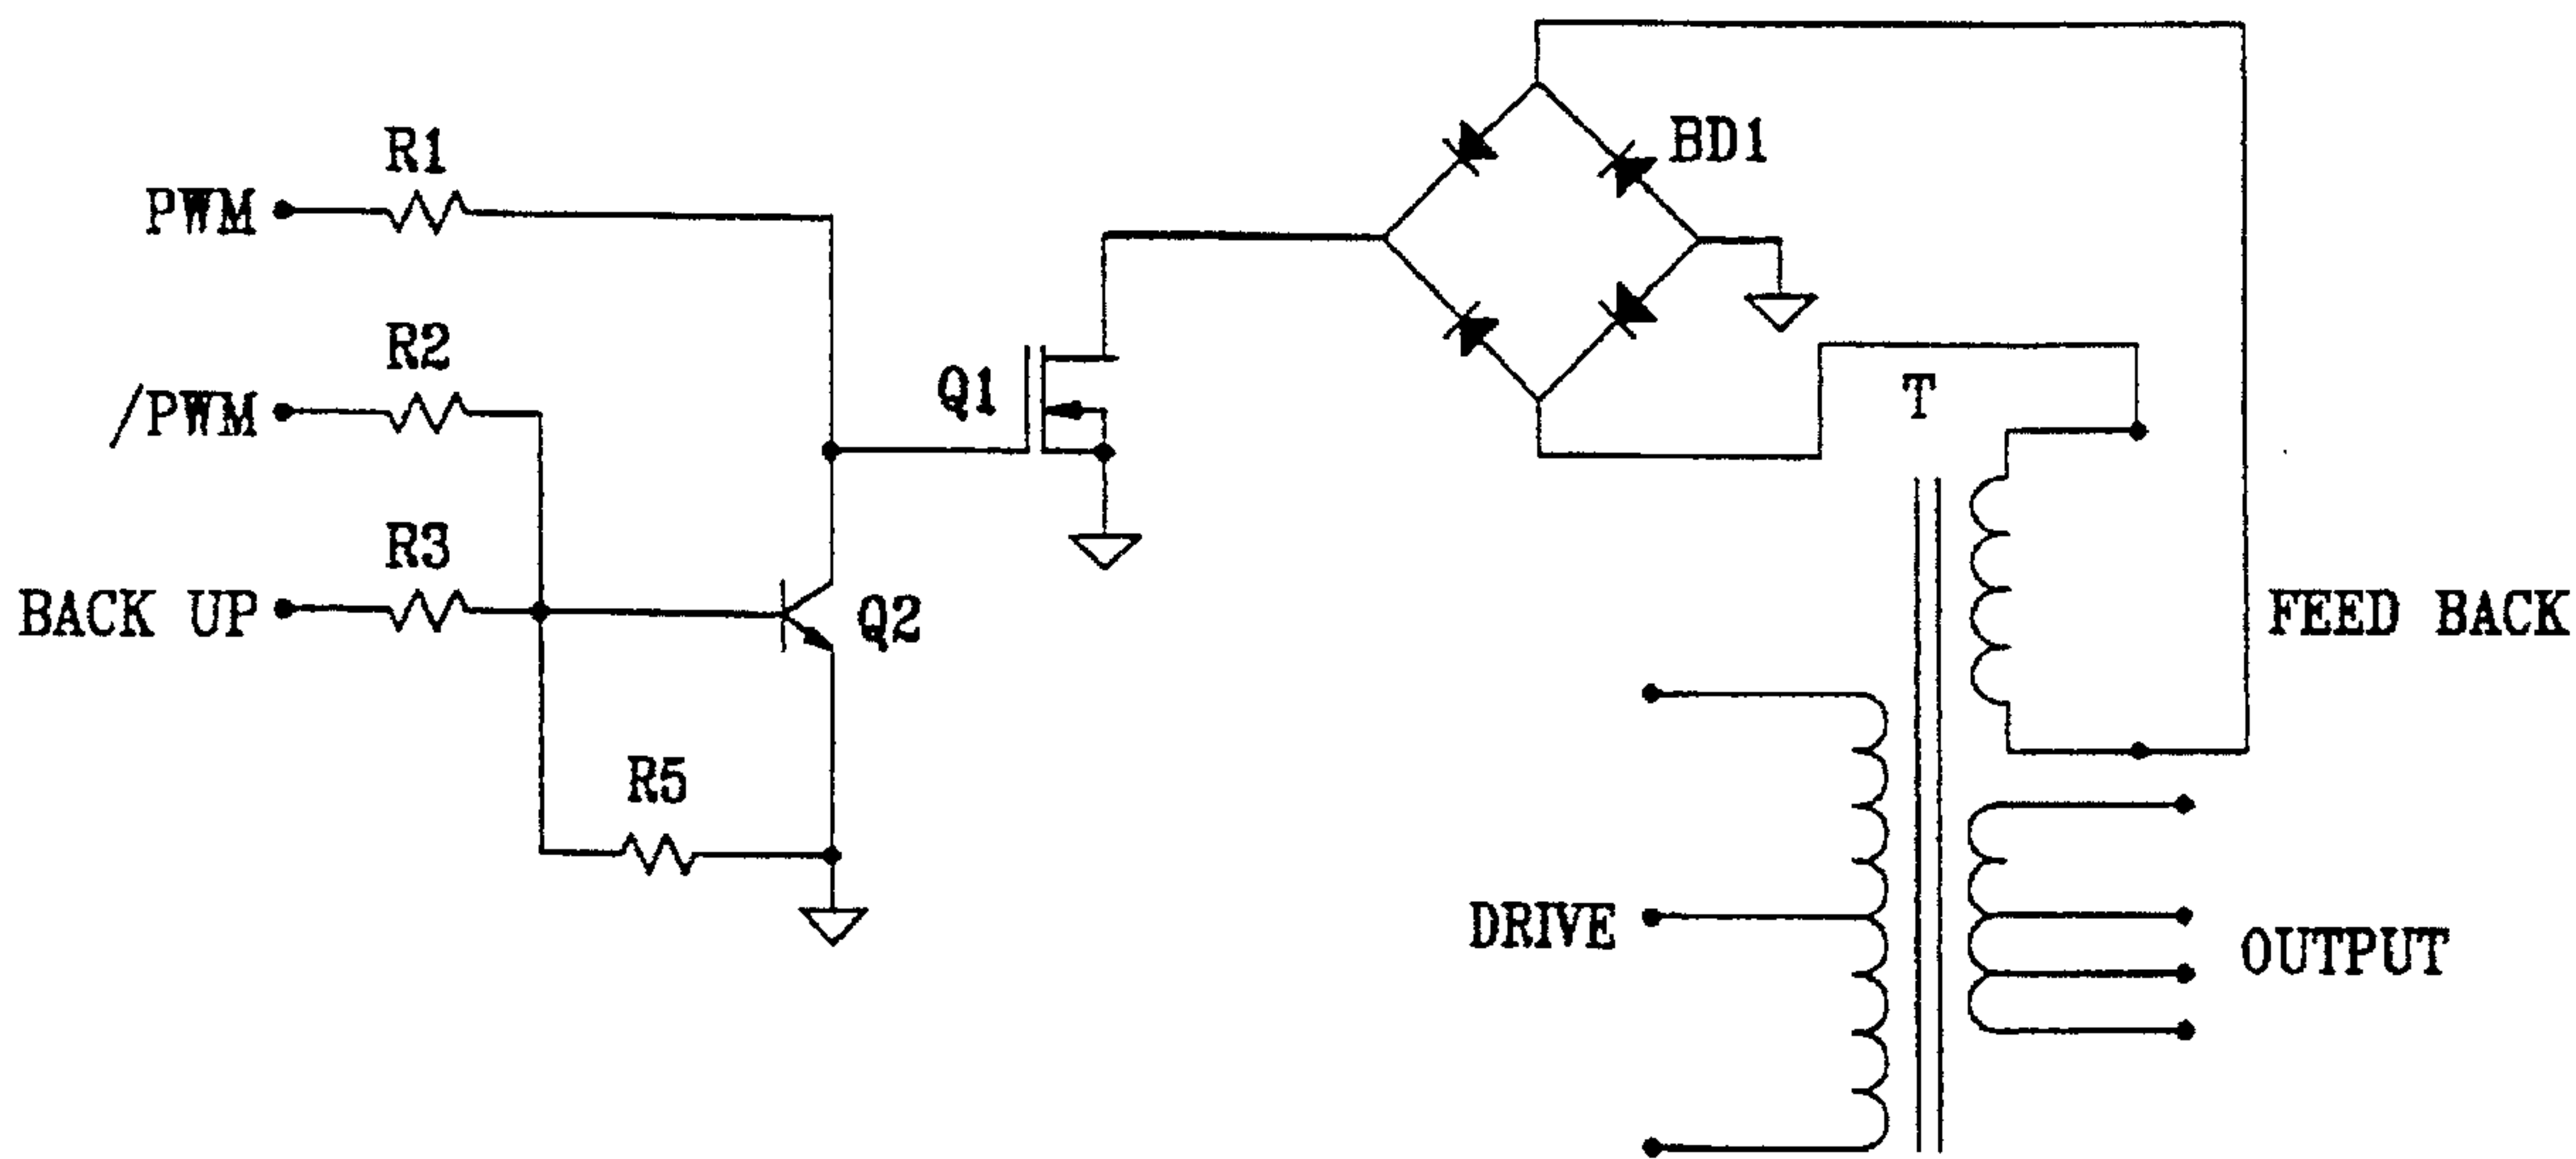 R1
BD1
PWM
R2
Q1
T
/PWM
R3
BACK UP
Q2
FEED BACK
R5
DRIVE
OUTPUT